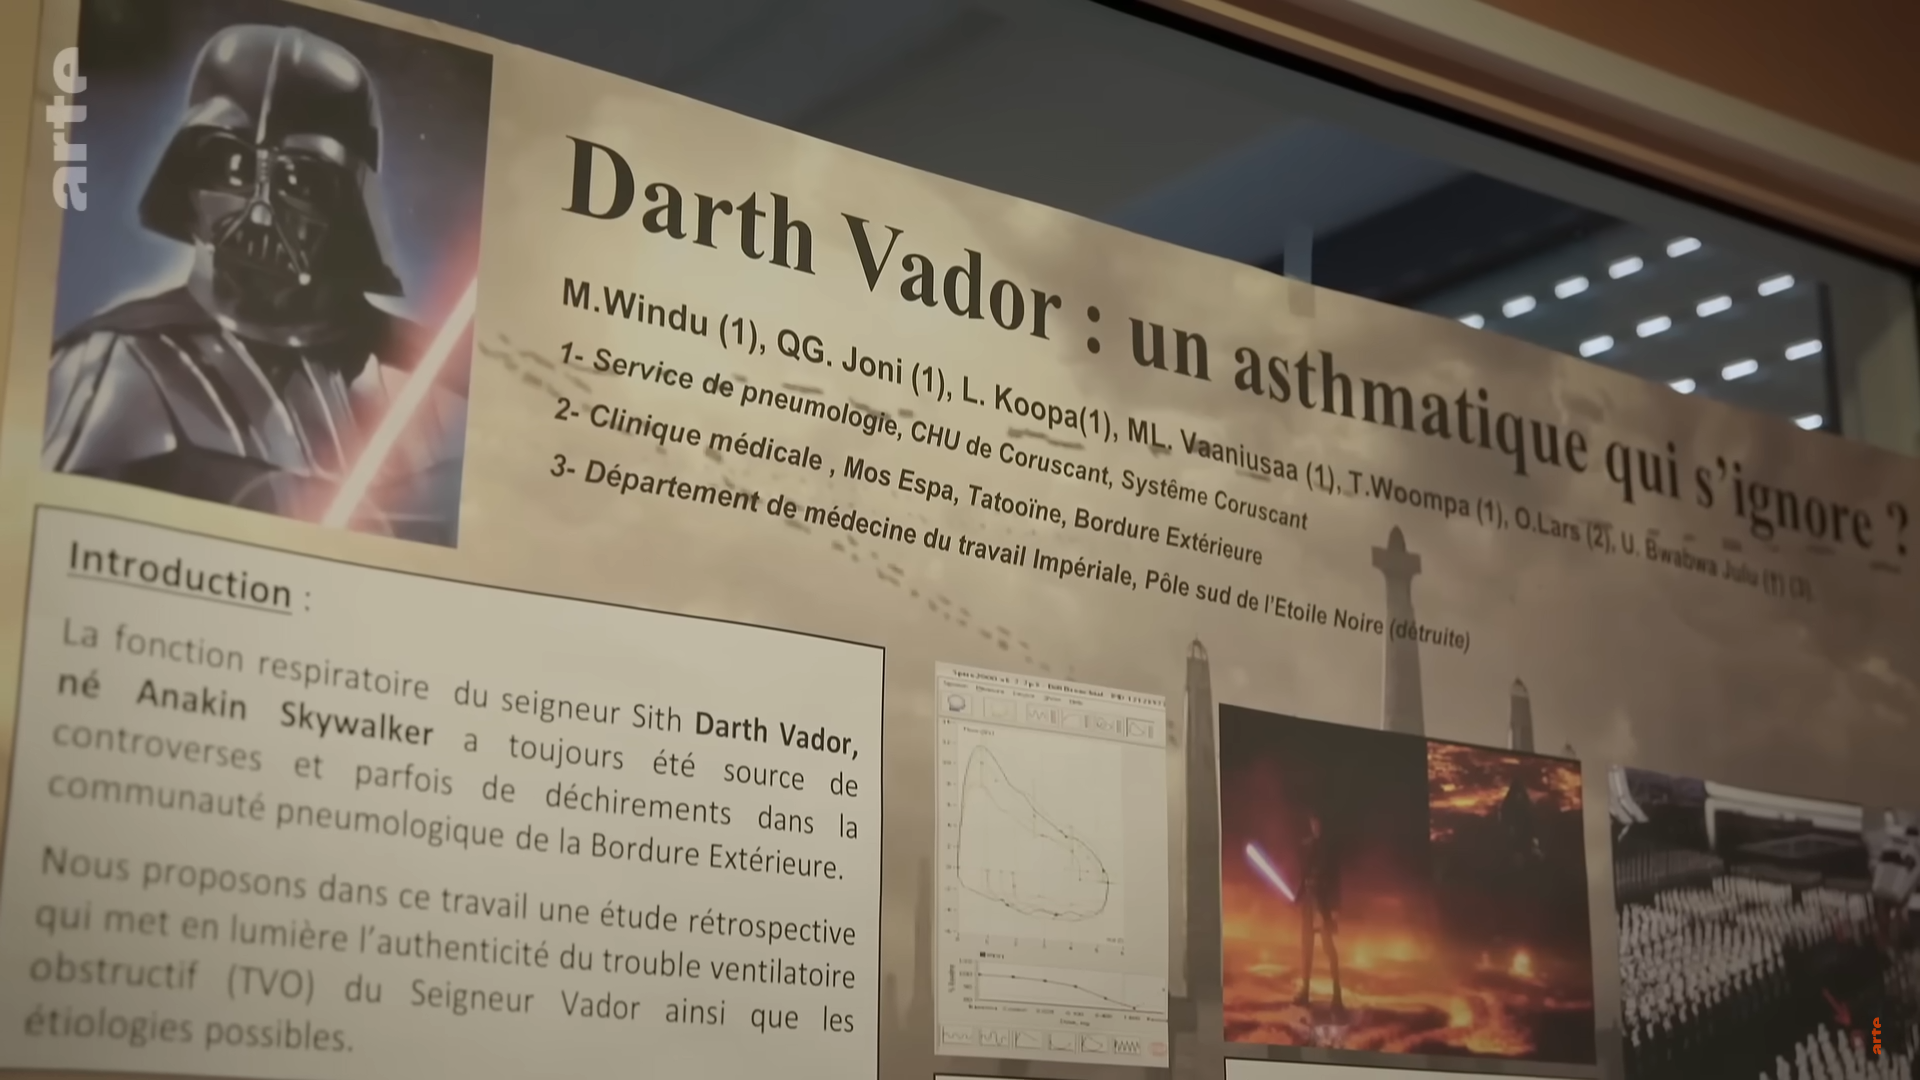 arte
Darth Vador : un asthmatique qui s'ignore ?
M.Windu (1), QG. Joni (1), L. Koopa(1), ML. Vaaniusaa (1), T.Woompa (1), O.Lars (2), U. Bwabwa Julu (1) (3)
1- Service de pneumologie, CHU de Coruscant, Système Coruscant
2- Clinique médicale , Mos Espa, Tatooïne, Bordure Extérieure
3- Département de médecine du travail Impériale, Pôle sud de l'Etoile Noire (détruite)
Introduction :
La fonction respiratoire du seigneur Sith Darth Vador,
né Anakin Skywalker a toujours été source de
controverses et parfois de déchirements dans la
communauté pneumologique de la Bordure Extérieure.
Nous proposons dans ce travail une étude rétrospective
qui met en lumière l'authenticité du trouble ventilatoire
obstructif (TVO) du Seigneur Vador ainsi que les
étiologies possibles.
arte